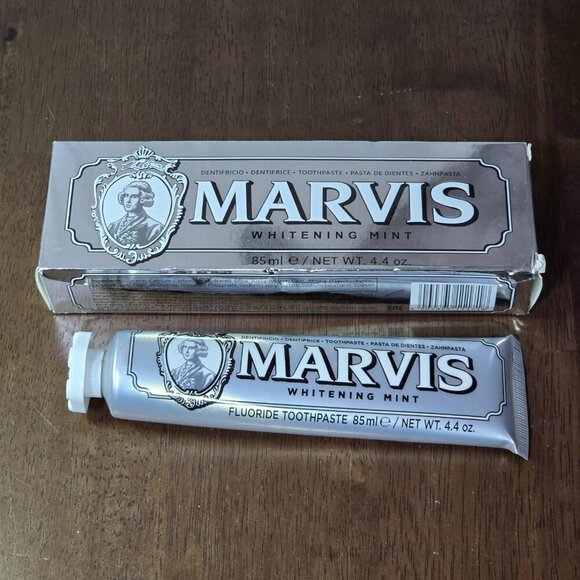 DENTIFRICIO • DENTIFRICE • TOOTHPASTE • PASTA DE DIENTES • ZAHNPASTA
MARVIS
WHITENING MINT
85ml e / NET WT. 4.4 oz.
DENTIFRICIO • DENTIFRICE • TOOTHPASTE • PASTA DE DIENTES • ZAHNPASTA
MARVIS
WHITENING MINT
FLUORIDE TOOTHPASTE 85ml e / NET WT. 4.4 oz.